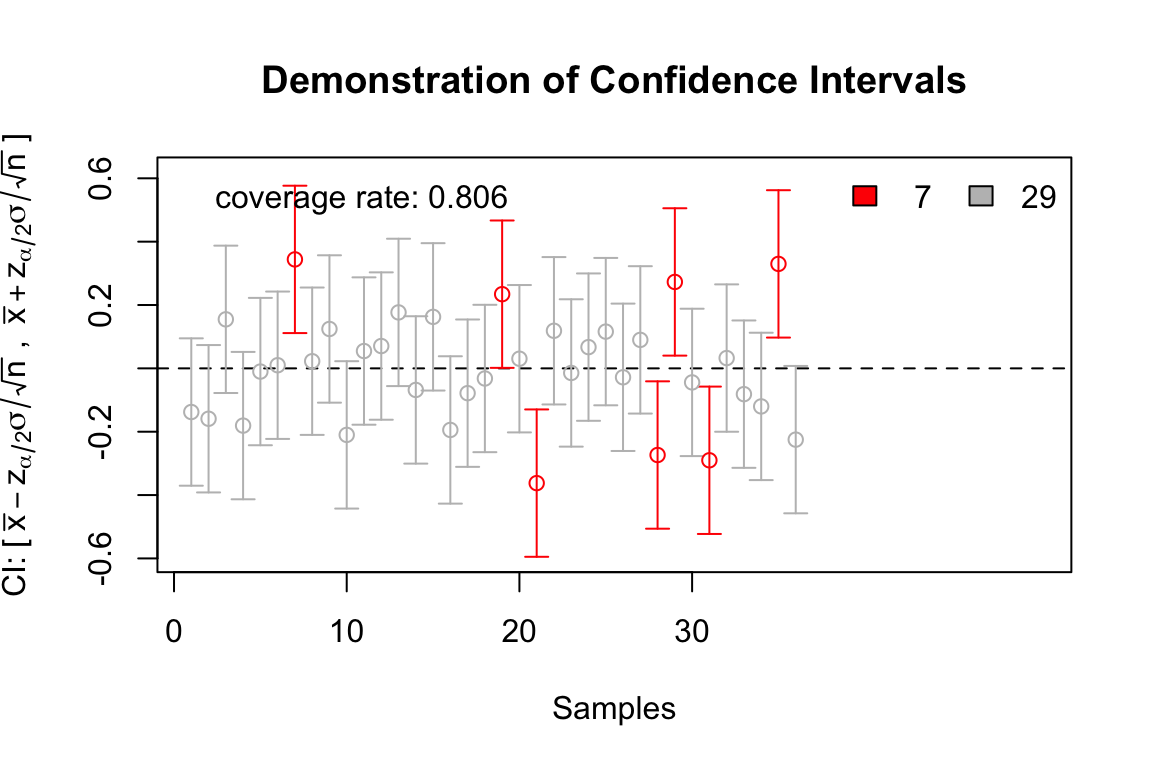 Demonstration of Confidence Intervals
CI: [ x̅ − zα/2σ/√n , x̅ + zα/2σ/√n ]
0.6
0.2
-0.2
-0.6
coverage rate: 0.806
7
29
0 10 20 30
Samples